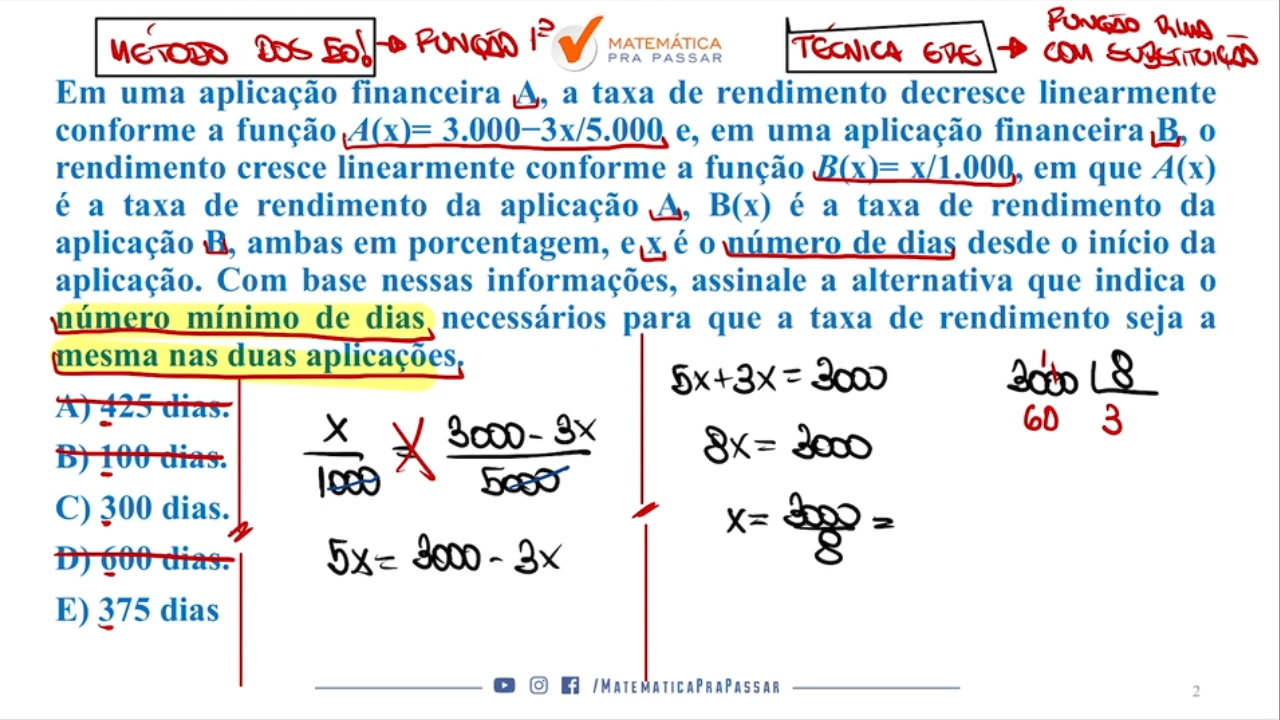 MÉTODO DOS 50! → FUNÇÃO 1º
MATEMÁTICA
PRA PASSAR
TÉCNICA → FUNÇÃO
COM SUBSTITUIÇÃO
Em uma aplicação financeira A, a taxa de rendimento decresce linearmente
conforme a função A(x)= 3.000−3x/5.000 e, em uma aplicação financeira B, o
rendimento cresce linearmente conforme a função B(x)= x/1.000, em que A(x)
é a taxa de rendimento da aplicação A, B(x) é a taxa de rendimento da
aplicação B, ambas em porcentagem, e x é o número de dias desde o início da
aplicação. Com base nessas informações, assinale a alternativa que indica o
número mínimo de dias necessários para que a taxa de rendimento seja a
mesma nas duas aplicações.
A) 425 dias.
B) 100 dias.
C) 300 dias.
D) 600 dias.
E) 375 dias
x = 3000 - 3x
1000 5000
5x = 3000 - 3x
5x + 3x = 3000
8x = 3000
x = 3000 =
8
3000 8
60 3
/MATEMATICAPRAPASSAR
2